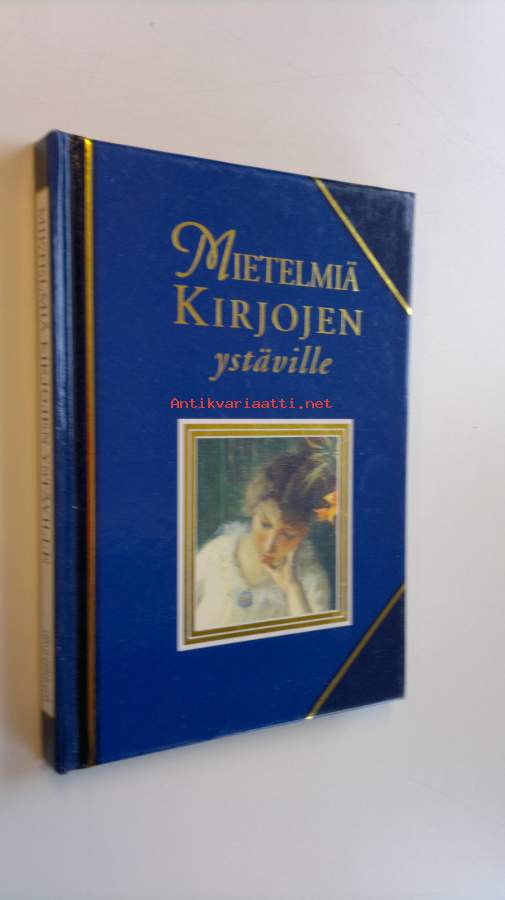 MIETELMIÄ
KIRJOJEN
ystäville
Antikvariaatti.net
MIETELMIÄ KIRJOJEN YSTÄVILLE